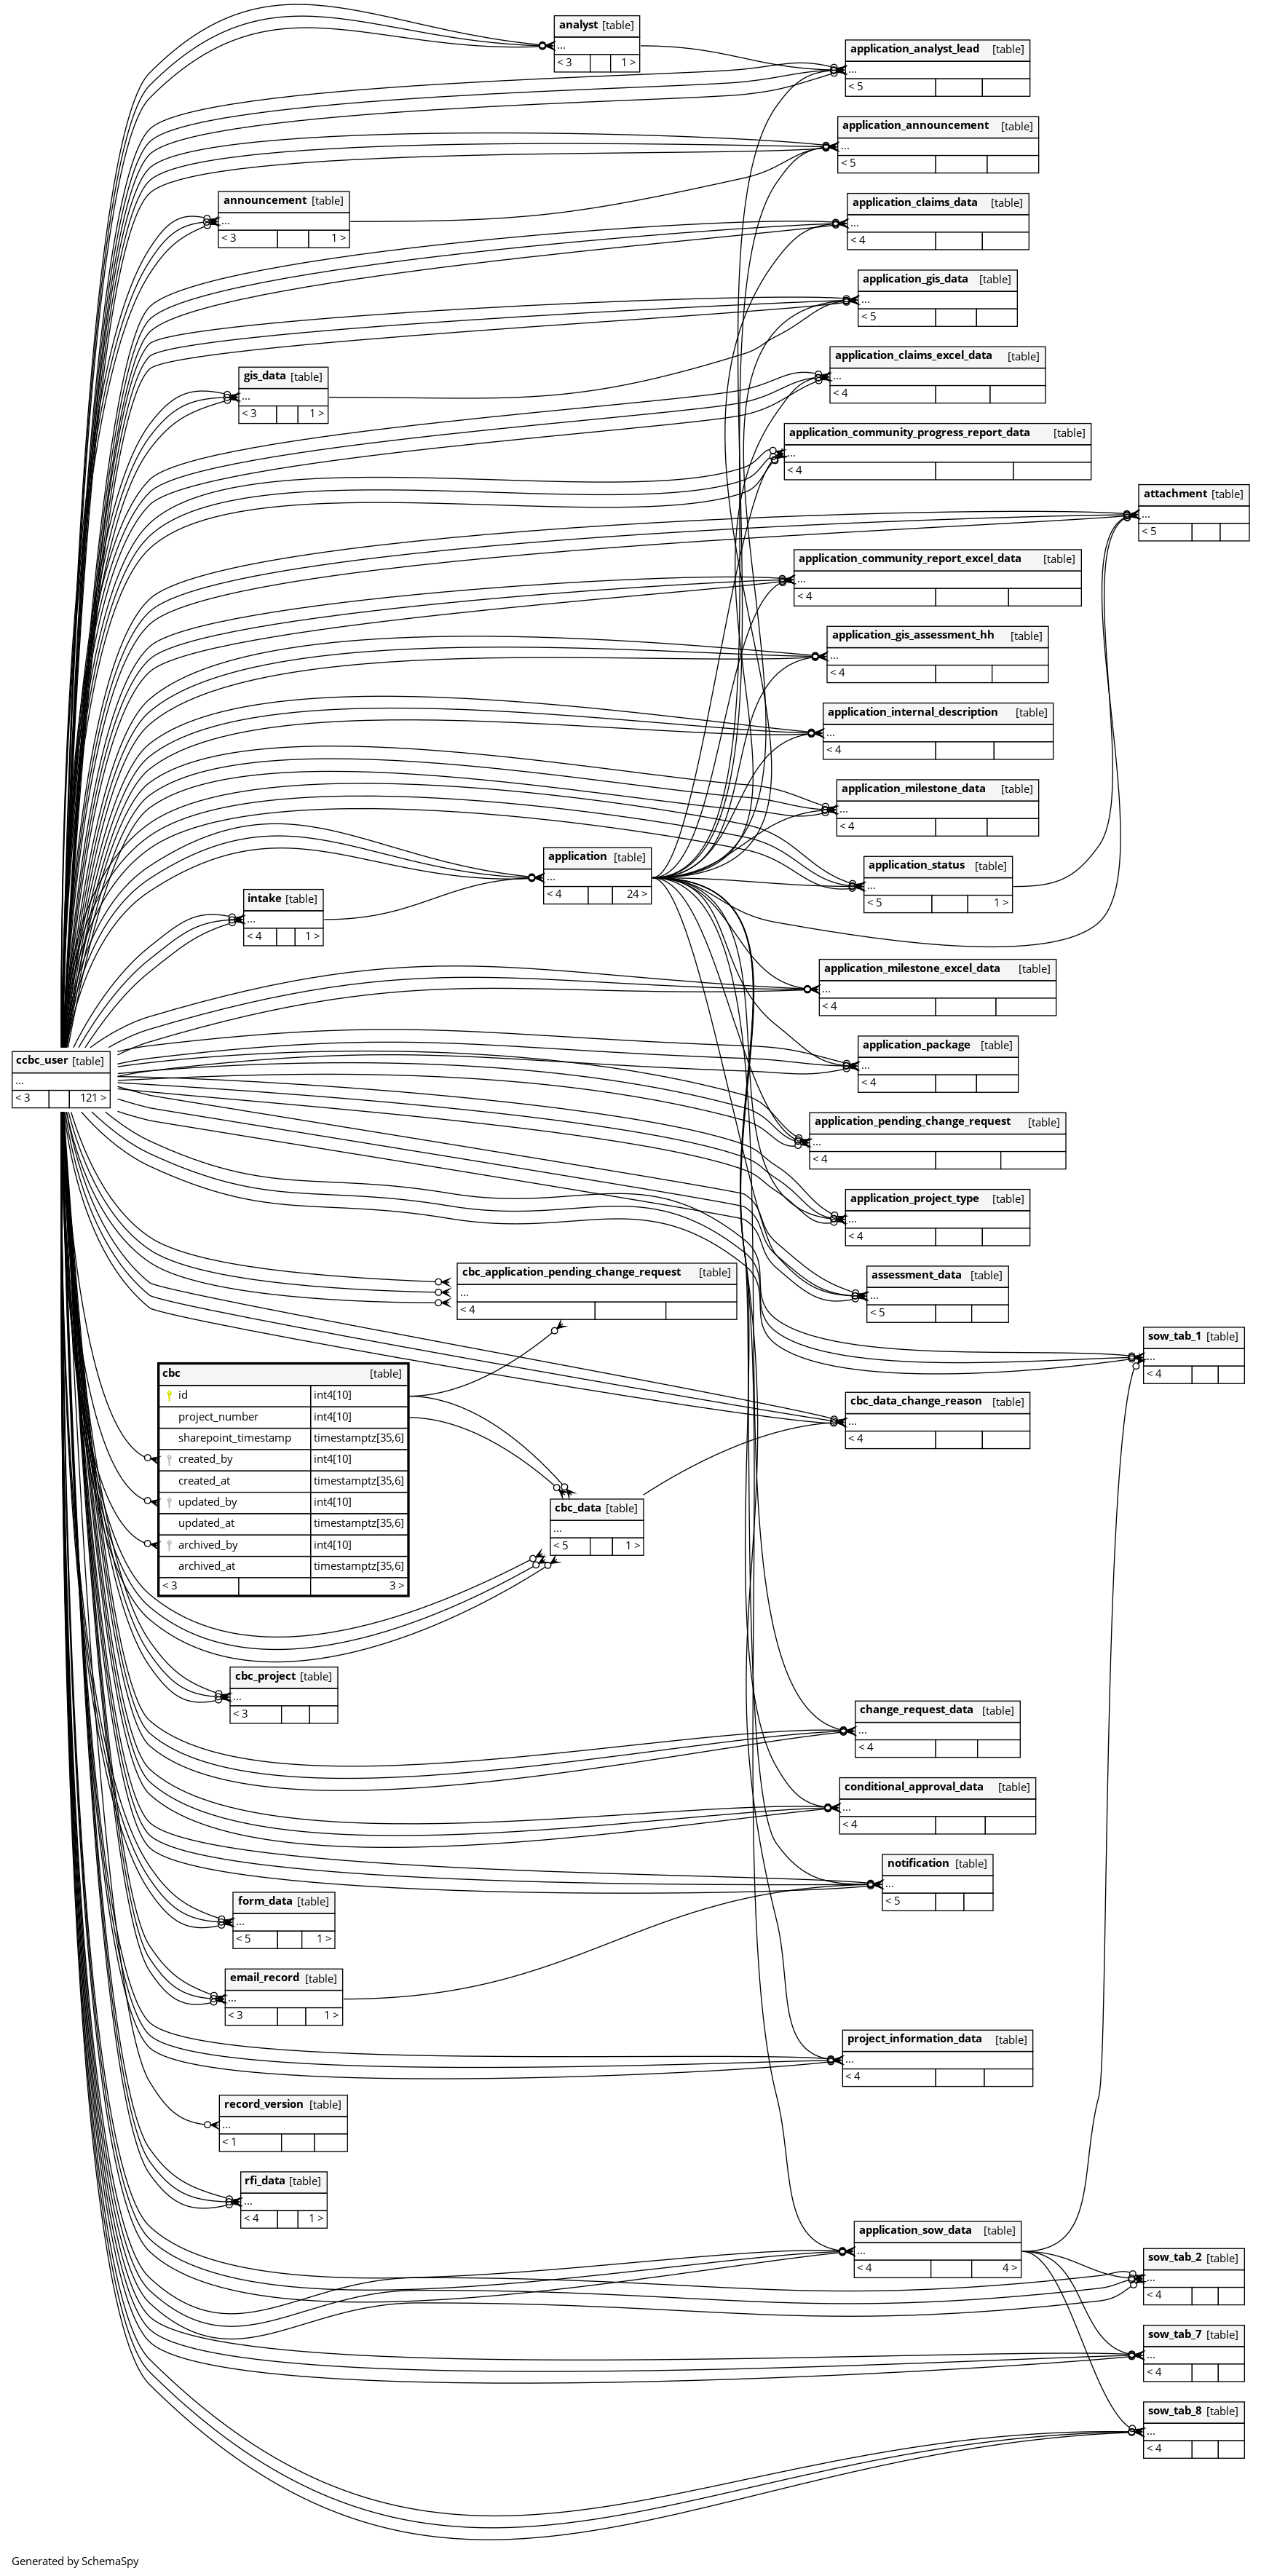 analyst [table]
...
< 3 1 >
application_analyst_lead [table]
...
< 5
application_announcement [table]
...
< 5
announcement [table]
...
< 3 1 >
application_claims_data [table]
...
< 4
application_gis_data [table]
...
< 5
gis_data [table]
...
< 3 1 >
application_claims_excel_data [table]
...
< 4
application_community_progress_report_data [table]
...
< 4
attachment [table]
...
< 5
application_community_report_excel_data [table]
...
< 4
application_gis_assessment_hh [table]
...
< 4
application_internal_description [table]
...
< 4
application_milestone_data [table]
...
< 4
application [table]
...
< 4 24 >
application_status [table]
...
< 5 1 >
intake [table]
...
< 4 1 >
application_milestone_excel_data [table]
...
< 4
ccbc_user [table]
...
< 3 121 >
application_package [table]
...
< 4
application_pending_change_request [table]
...
< 4
application_project_type [table]
...
< 4
cbc_application_pending_change_request [table]
...
< 4
assessment_data [table]
...
< 5
sow_tab_1 [table]
...
< 4
cbc [table]
id int4[10]
project_number int4[10]
sharepoint_timestamp timestamptz[35,6]
created_by int4[10]
created_at timestamptz[35,6]
updated_by int4[10]
updated_at timestamptz[35,6]
archived_by int4[10]
archived_at timestamptz[35,6]
< 3 3 >
cbc_data_change_reason [table]
...
< 4
cbc_data [table]
...
< 5 1 >
cbc_project [table]
...
< 3
change_request_data [table]
...
< 4
conditional_approval_data [table]
...
< 4
notification [table]
...
< 5
form_data [table]
...
< 5 1 >
email_record [table]
...
< 3 1 >
project_information_data [table]
...
< 4
record_version [table]
...
< 1
rfi_data [table]
...
< 4 1 >
application_sow_data [table]
...
< 4 4 >
sow_tab_2 [table]
...
< 4
sow_tab_7 [table]
...
< 4
sow_tab_8 [table]
...
< 4
Generated by SchemaSpy